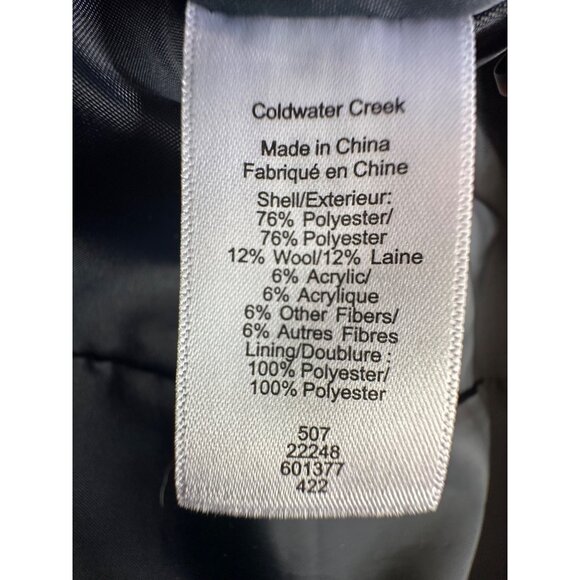 Coldwater Creek
Made in China
Fabriqué en Chine
Shell/Exterieur:
76% Polyester/
76% Polyester
12% Wool/12% Laine
6% Acrylic/
6% Acrylique
6% Other Fibers/
6% Autres Fibres
Lining/Doublure :
100% Polyester/
100% Polyester
507
22248
601377
422